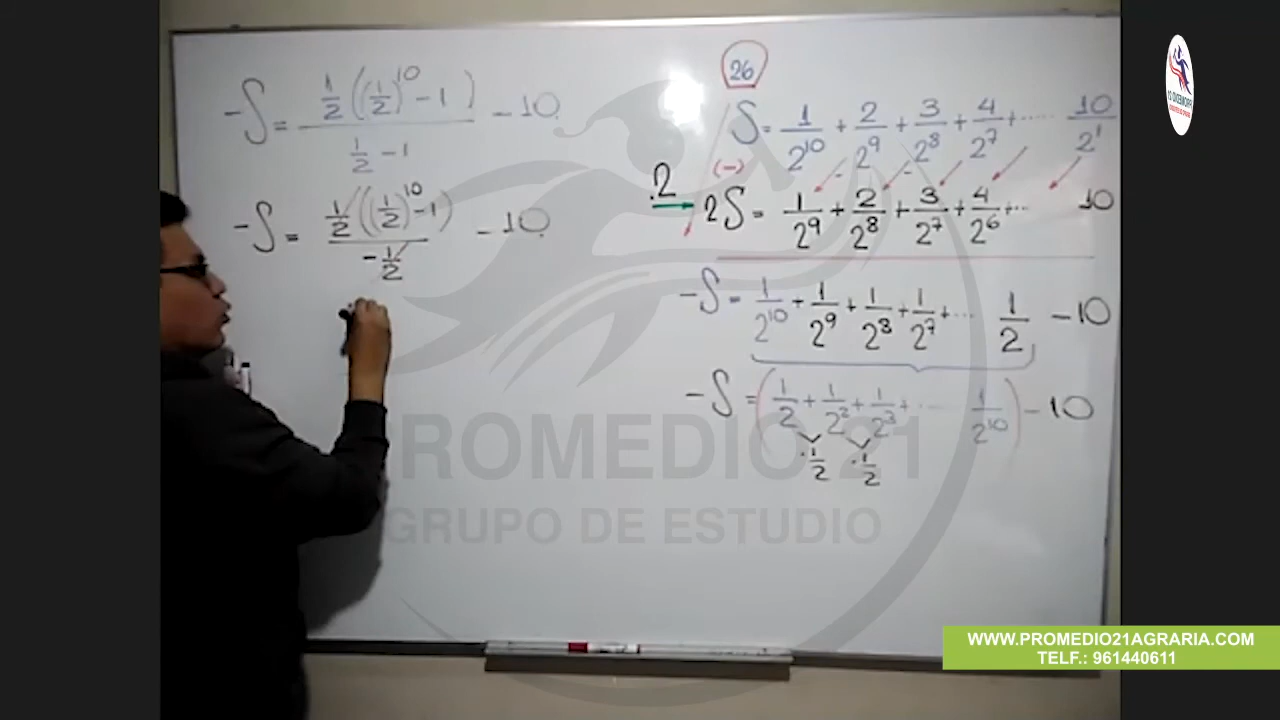 -S = 1/2((1/2)^10 - 1) / (1/2 - 1) - 10
-S = 1/2((1/2)^10 - 1) / (-1/2) - 10
26
S = 1/2^10 + 2/2^9 + 3/2^8 + 4/2^7 + ..... 10/2^1
(-)
.2
2S = 1/2^9 + 2/2^8 + 3/2^7 + 4/2^6 + ... 10
-S = 1/2^10 + 1/2^9 + 1/2^8 + 1/2^7 + .... 1/2 - 10
-S = (1/2 + 1/2^2 + 1/2^3 + ..... 1/2^10) - 10
.1/2 .1/2
PROMEDIO 21
GRUPO DE ESTUDIO
WWW.PROMEDIO21AGRARIA.COM
TELF.: 961440611